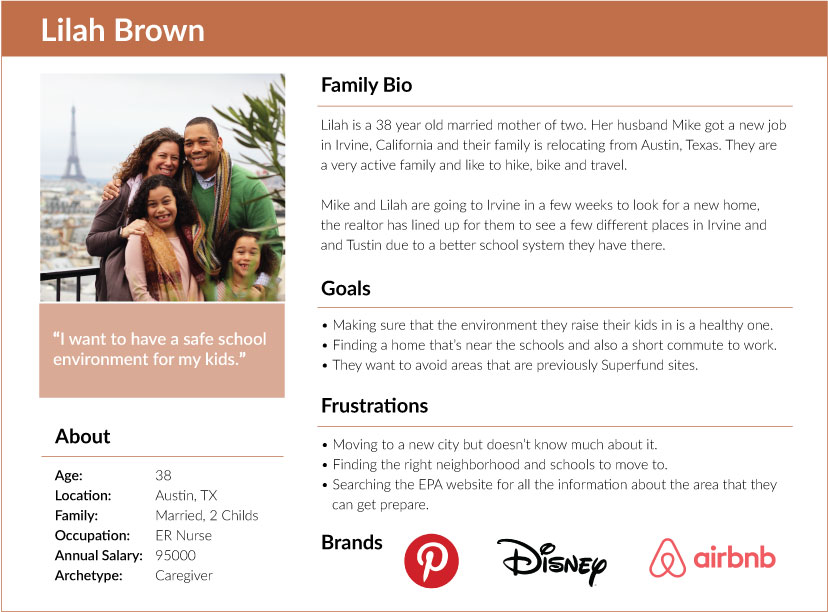 Lilah Brown
Family Bio
Lilah is a 38 year old married mother of two. Her husband Mike got a new job
in Irvine, California and their family is relocating from Austin, Texas. They are
a very active family and like to hike, bike and travel.
Mike and Lilah are going to Irvine in a few weeks to look for a new home,
the realtor has lined up for them to see a few different places in Irvine and
and Tustin due to a better school system they have there.
Goals
• Making sure that the environment they raise their kids in is a healthy one.
• Finding a home that's near the schools and also a short commute to work.
• They want to avoid areas that are previously Superfund sites.
Frustrations
• Moving to a new city but doesn't know much about it.
• Finding the right neighborhood and schools to move to.
• Searching the EPA website for all the information about the area that they
can get prepare.
Brands
Disney
airbnb
“I want to have a safe school
environment for my kids.”
About
Age: 38
Location: Austin, TX
Family: Married, 2 Childs
Occupation: ER Nurse
Annual Salary: 95000
Archetype: Caregiver